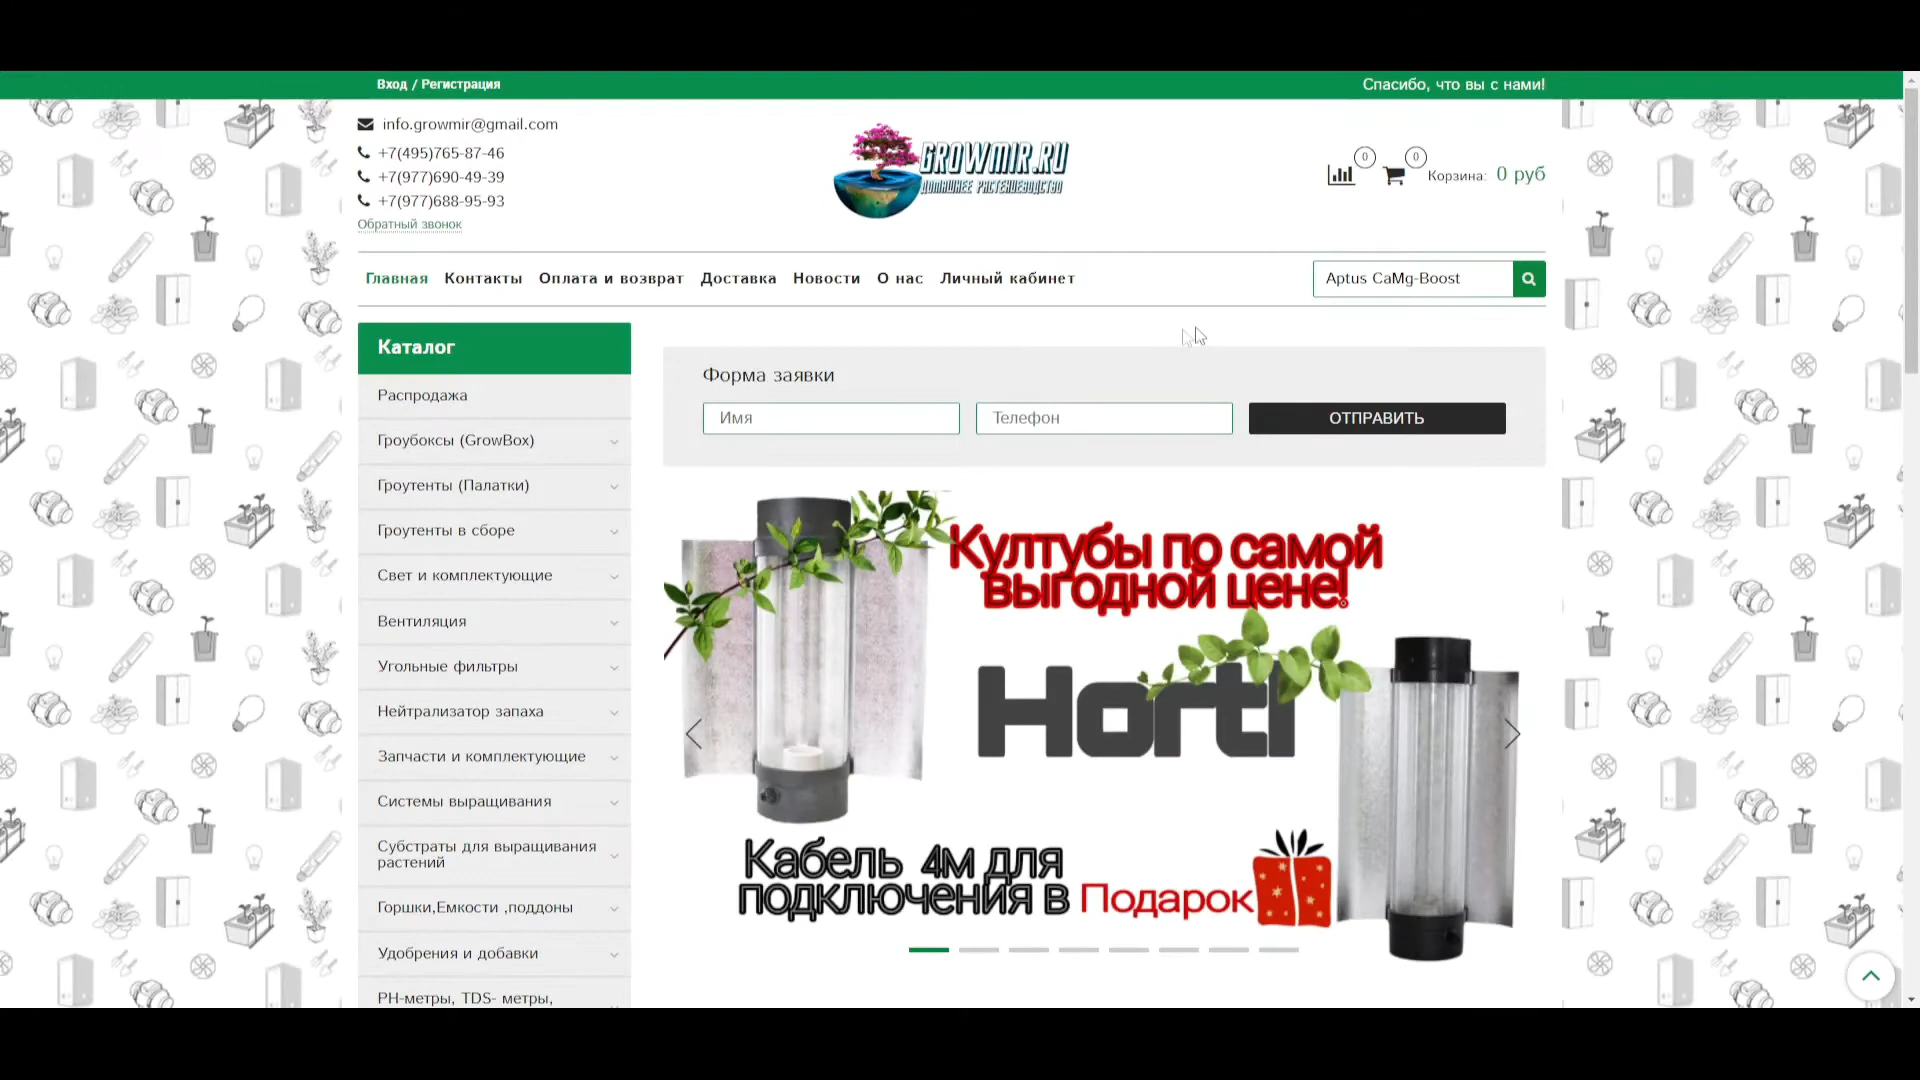 Вход / Регистрация
Спасибо, что вы с нами!
info.growmir@gmail.com
+7(495)765-87-46
+7(977)690-49-39
+7(977)688-95-93
Обратный звонок
GROWMIR.RU
ДОМАШНЕЕ РАСТЕНИЕВОДСТВО
0
0
Корзина: 0 руб
Главная Контакты Оплата и возврат Доставка Новости О нас Личный кабинет
Aptus CaMg-Boost
Каталог
Распродажа
Гроубоксы (GrowBox)
Гроутенты (Палатки)
Гроутенты в сборе
Свет и комплектующие
Вентиляция
Угольные фильтры
Нейтрализатор запаха
Запчасти и комплектующие
Системы выращивания
Субстраты для выращивания
растений
Горшки,Емкости ,поддоны
Удобрения и добавки
PH-метры, TDS- метры,
Форма заявки
Имя
Телефон
ОТПРАВИТЬ
Култубы по самой
выгодной цене!
Horti
Кабель 4м для
подключения в Подарок